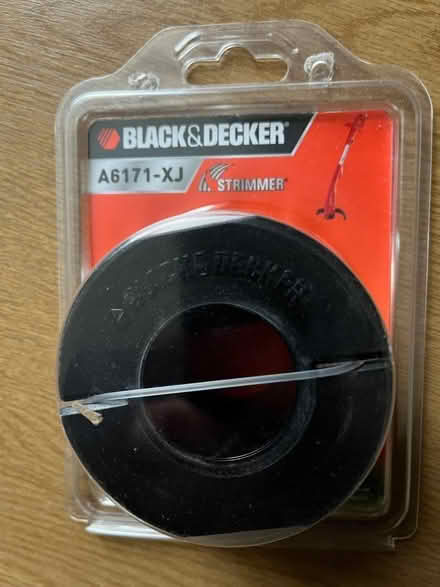 BLACK&DECKER
A6171-XJ
STRIMMER®
BLACK & DECKER